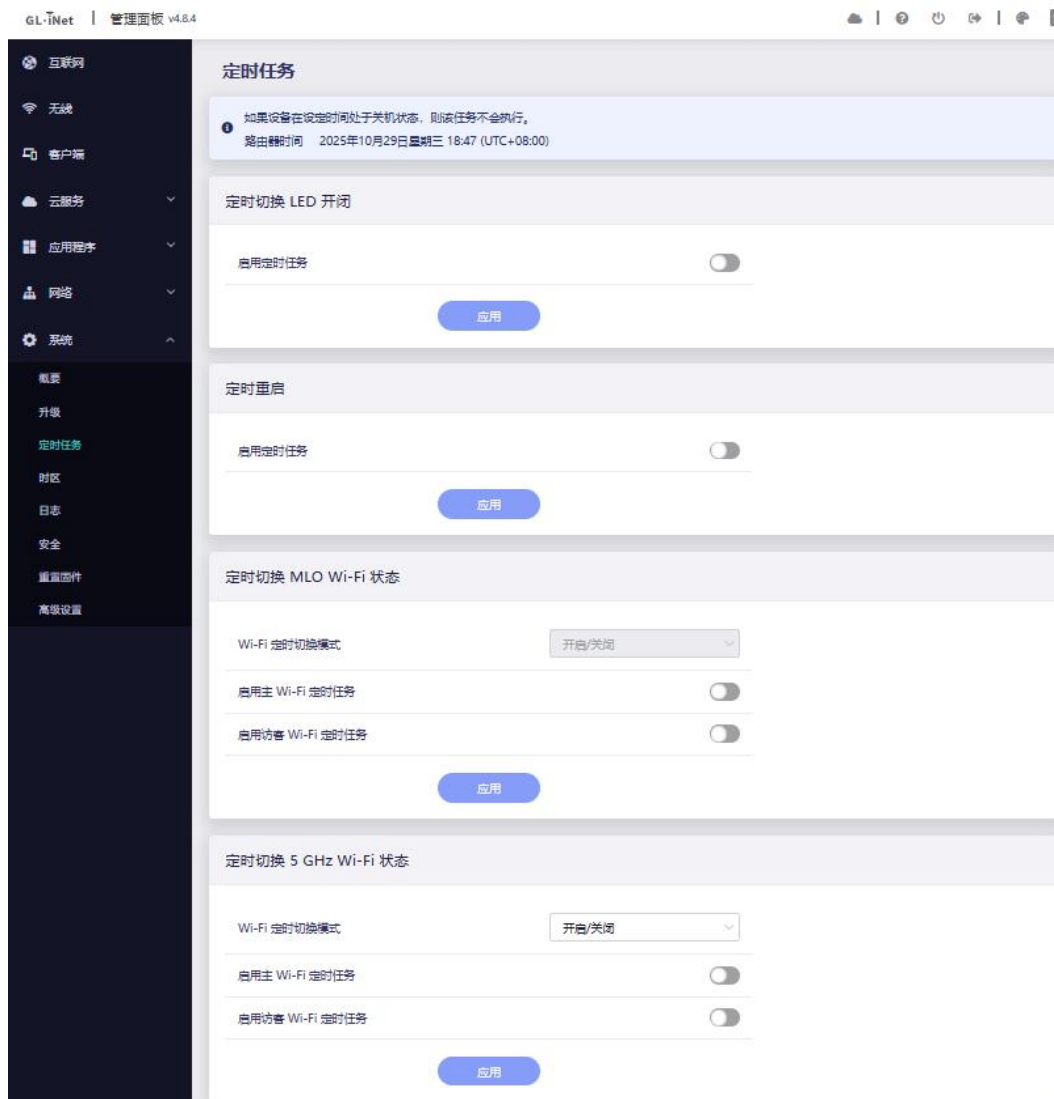 GL·iNet | 管理面板 v4.8.4
互联网
无线
客户端
云服务
应用程序
网络
系统
概要
升级
定时任务
时区
日志
安全
重置固件
高级设置
定时任务
如果设备在设定时间处于关机状态，则该任务不会执行。
路由器时间 2025年10月29日星期三 18:47 (UTC+08:00)
定时切换 LED 开闭
启用定时任务
应用
定时重启
启用定时任务
应用
定时切换 MLO Wi-Fi 状态
Wi-Fi 定时切换模式 开启/关闭
启用主 Wi-Fi 定时任务
启用访客 Wi-Fi 定时任务
应用
定时切换 5 GHz Wi-Fi 状态
Wi-Fi 定时切换模式 开启/关闭
启用主 Wi-Fi 定时任务
启用访客 Wi-Fi 定时任务
应用